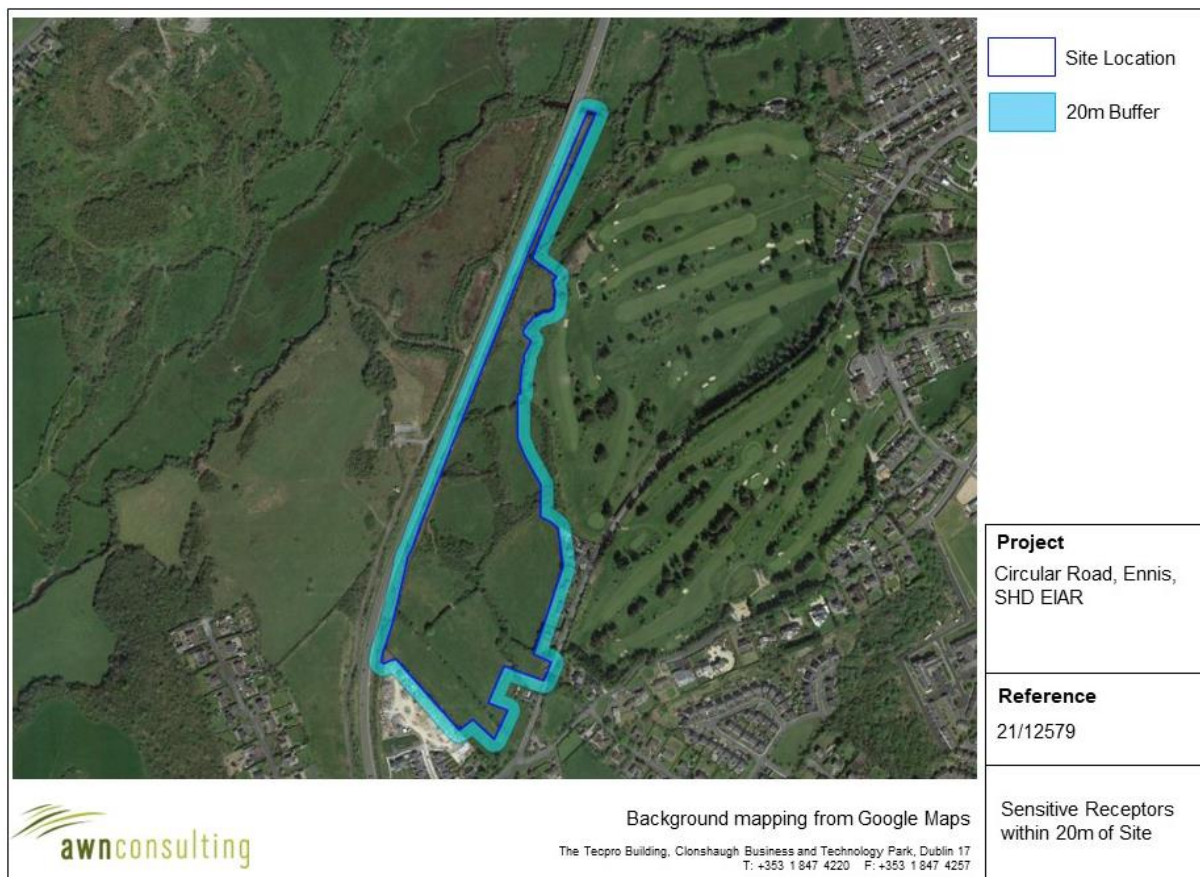 Site Location
20m Buffer
Project
Circular Road, Ennis,
SHD EIAR
Reference
21/12579
Sensitive Receptors
within 20m of Site
awnconsulting
Background mapping from Google Maps
The Tecpro Building, Clonshaugh Business and Technology Park, Dublin 17
T: +353 1 847 4220 F: +353 1 847 4257